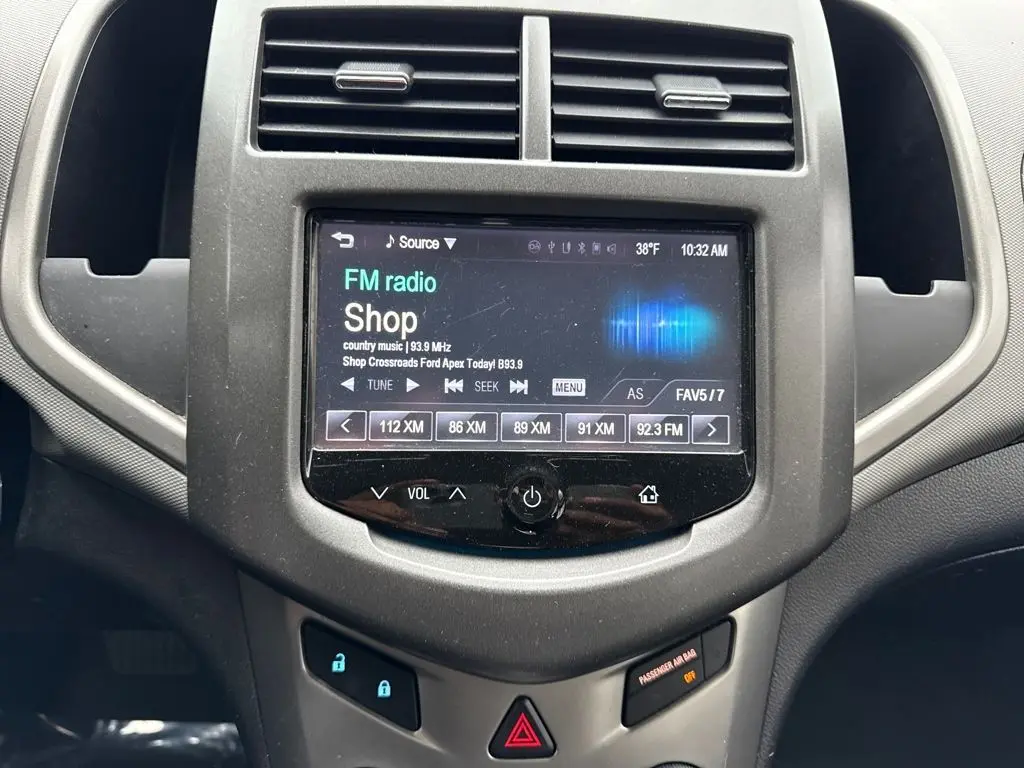 Source 38°F 10:32 AM
FM radio
Shop
country music | 93.9 MHz
Shop Crossroads Ford Apex Today! B93.9
TUNE SEEK MENU AS FAV5/7
112 XM 86 XM 89 XM 91 XM 92.3 FM
VOL
PASSENGER AIR BAG
OFF